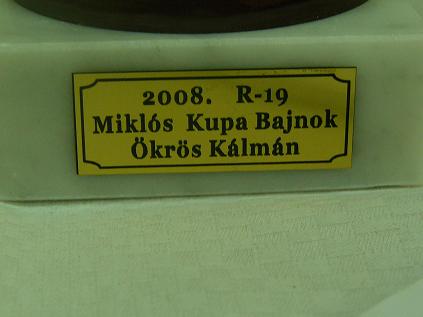 2008. R-19
Miklós Kupa Bajnok
Ökrös Kálmán